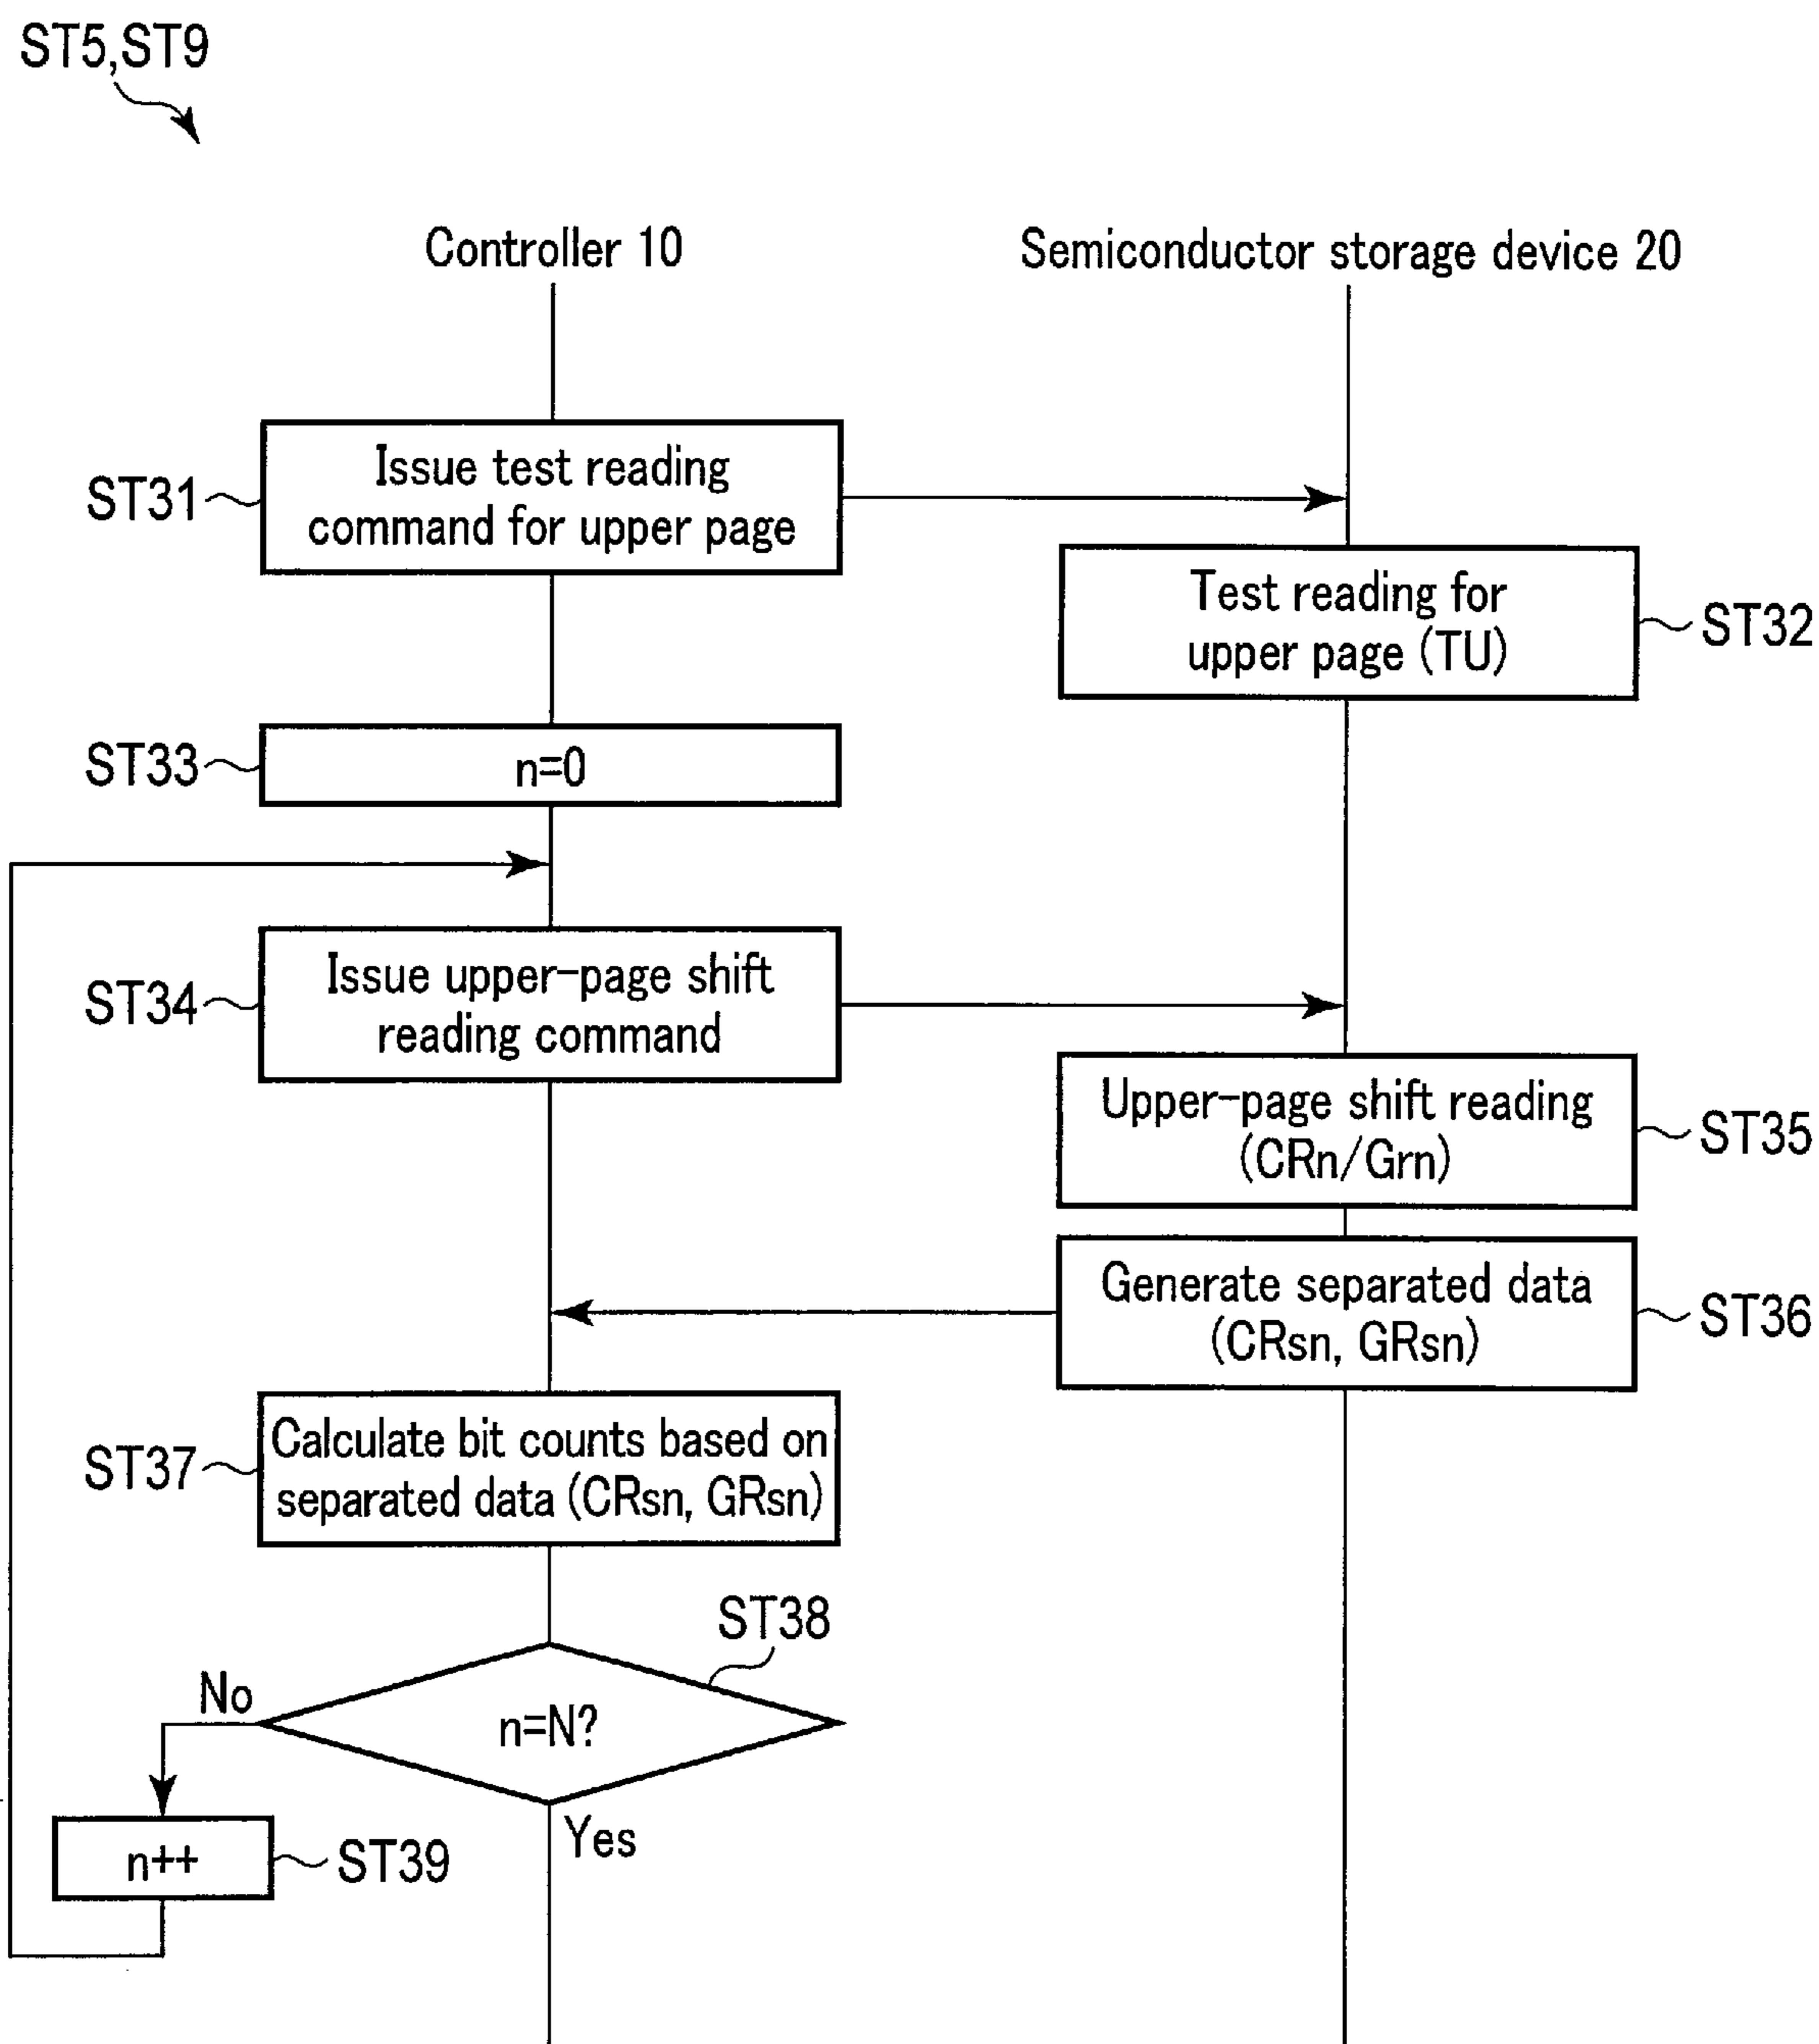 ST5,ST9
Controller 10
Semiconductor storage device 20
ST31
Issue test reading
command for upper page
Test reading for
upper page (TU)
ST32
ST33
n=0
ST34
Issue upper-page shift
reading command
Upper-page shift reading
(CRn/Grn)
ST35
Generate separated data
(CRsn, GRsn)
ST36
ST37
Calculate bit counts based on
separated data (CRsn, GRsn)
ST38
No
n=N?
Yes
n++
ST39